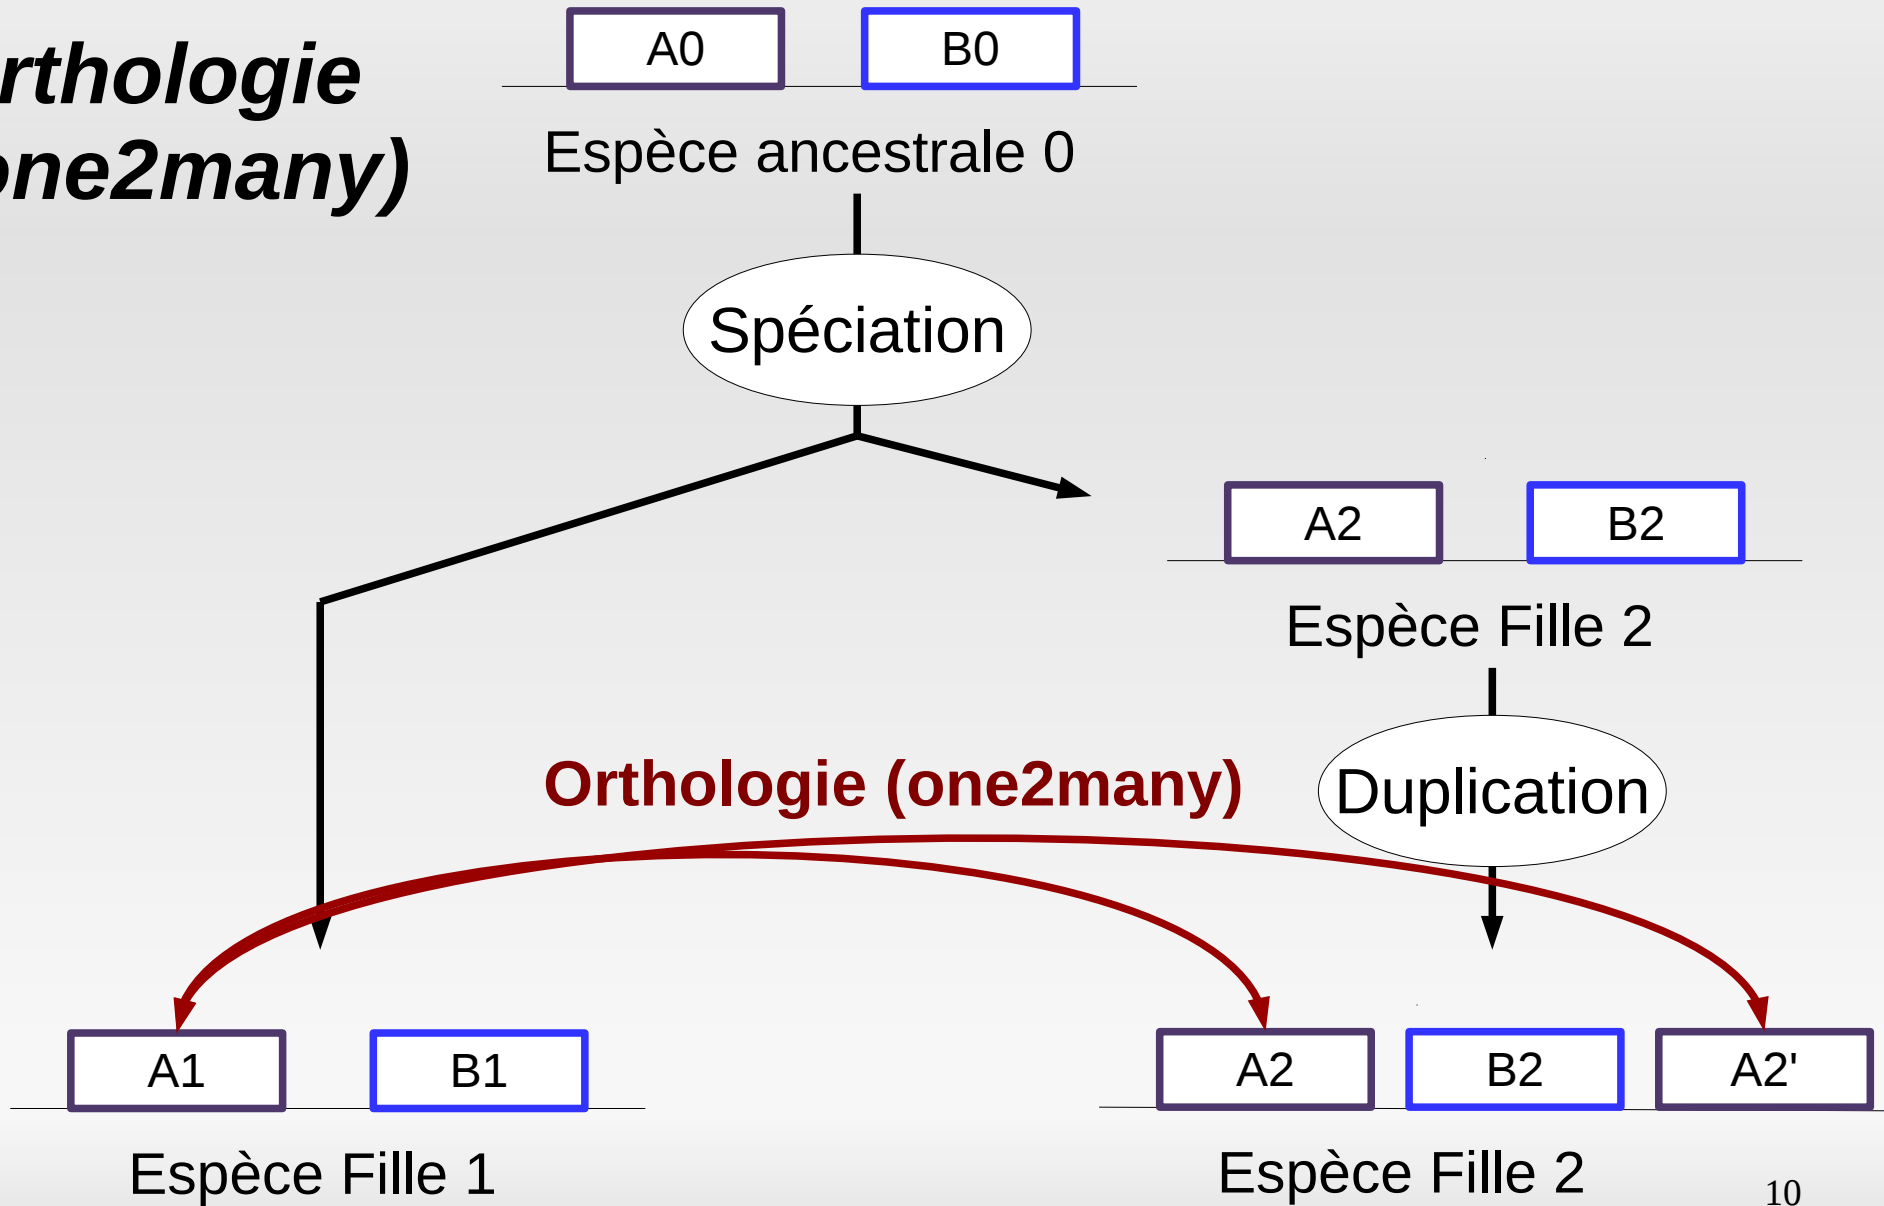 rthologie
one2many)
A0 B0
Espèce ancestrale 0
Spéciation
A2 B2
Espèce Fille 2
Orthologie (one2many)
Duplication
A1 B1
A2 B2 A2'
Espèce Fille 1
Espèce Fille 2
10